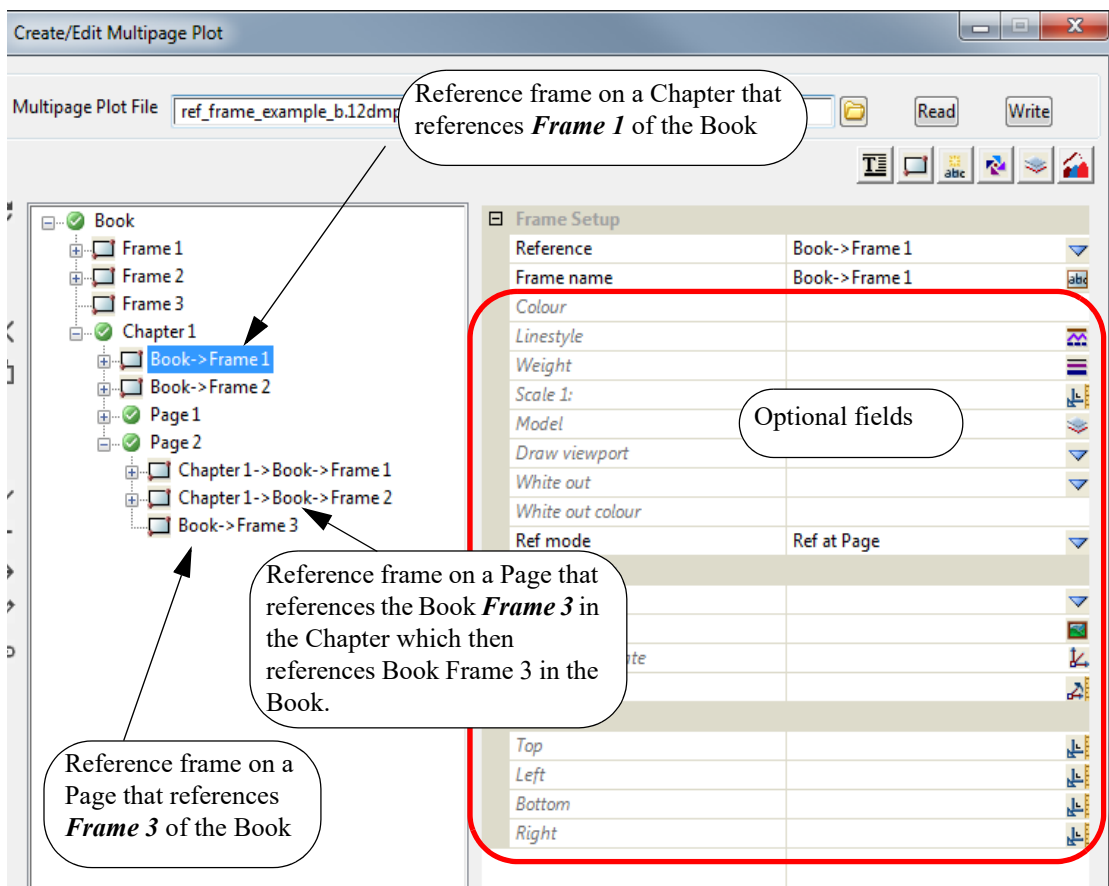 Create/Edit Multipage Plot
Multipage Plot File
ref_frame_example_b.12dmp
Read
Write
Reference frame on a Chapter that
references Frame 1 of the Book
abc
Book
Frame 1
Frame 2
Frame 3
Chapter 1
Book->Frame 1
Book->Frame 2
Page 1
Page 2
Chapter 1->Book->Frame 1
Chapter 1->Book->Frame 2
Book->Frame 3
Frame Setup
Reference Book->Frame 1
Frame name Book->Frame 1
Colour
Linestyle
Weight
Scale 1:
Model
Draw viewport
White out
White out colour
Ref mode Ref at Page
Optional fields
Top
Left
Bottom
Right
Reference frame on a Page that
references the Book Frame 3 in
the Chapter which then
references Book Frame 3 in the
Book.
Reference frame on a
Page that references
Frame 3 of the Book